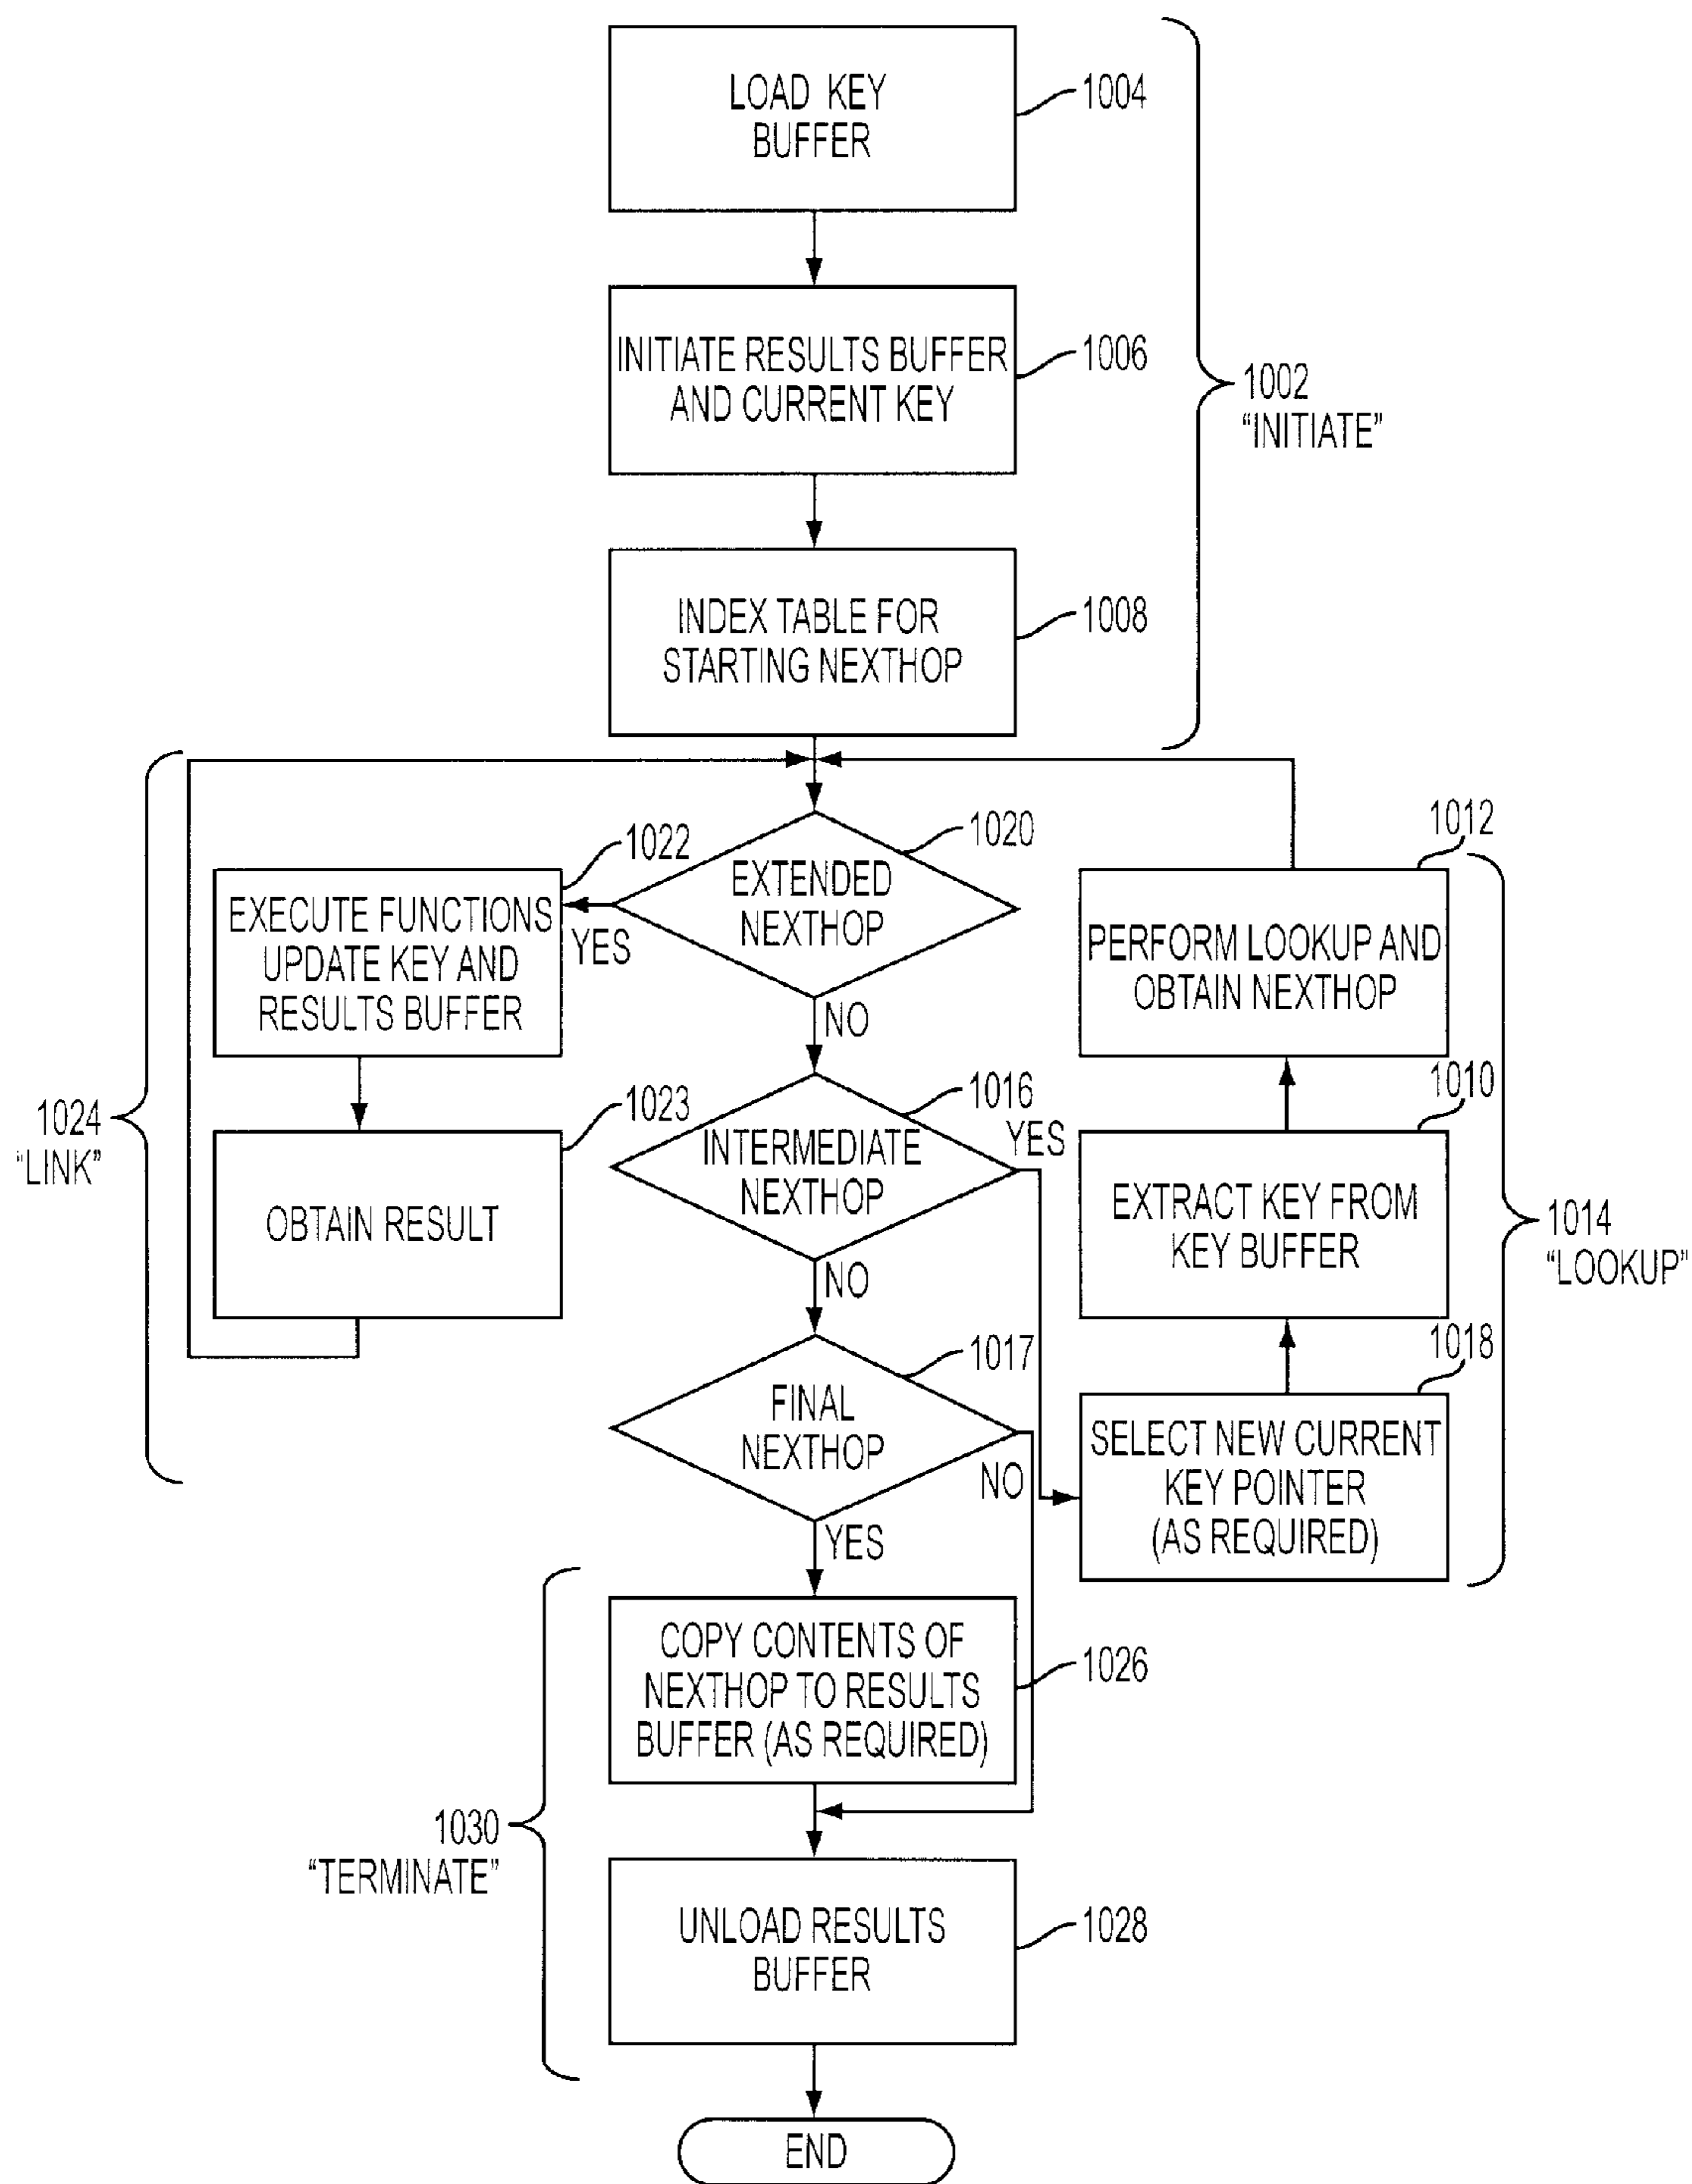 LOAD KEY
BUFFER
1004
INITIATE RESULTS BUFFER
AND CURRENT KEY
1006
1002
"INITIATE"
INDEX TABLE FOR
STARTING NEXTHOP
1008
1020
EXTENDED
NEXTHOP
YES
NO
1022
EXECUTE FUNCTIONS
UPDATE KEY AND
RESULTS BUFFER
1012
PERFORM LOOKUP AND
OBTAIN NEXTHOP
1024
"LINK"
1023
OBTAIN RESULT
1016
YES
INTERMEDIATE
NEXTHOP
NO
1010
EXTRACT KEY FROM
KEY BUFFER
1014
"LOOKUP"
1017
FINAL
NEXTHOP
NO
YES
1018
SELECT NEW CURRENT
KEY POINTER
(AS REQUIRED)
COPY CONTENTS OF
NEXTHOP TO RESULTS
BUFFER (AS REQUIRED)
1026
1030
"TERMINATE"
UNLOAD RESULTS
BUFFER
1028
END